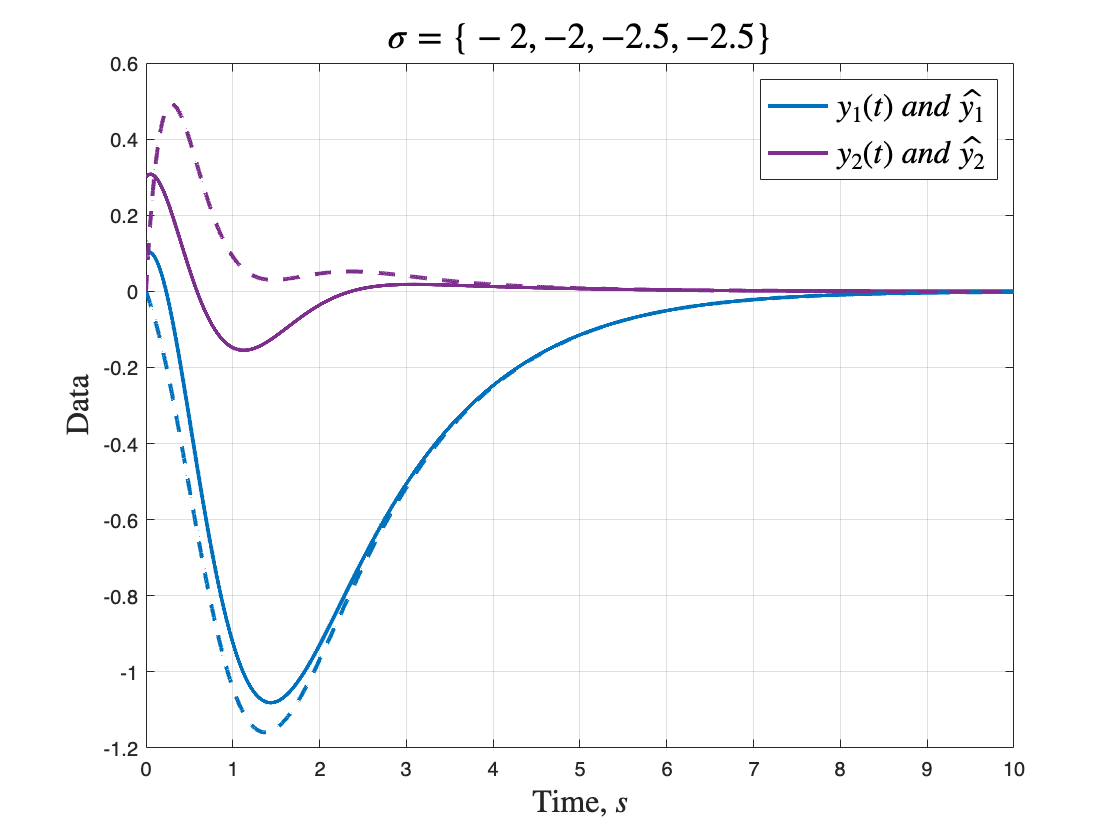 σ = { − 2, −2, −2.5, −2.5}
0.6
0.4
0.2
0
-0.2
-0.4
-0.6
-0.8
-1
-1.2
Data
y₁(t) and ŷ₁
y₂(t) and ŷ₂
0 1 2 3 4 5 6 7 8 9 10
Time, s